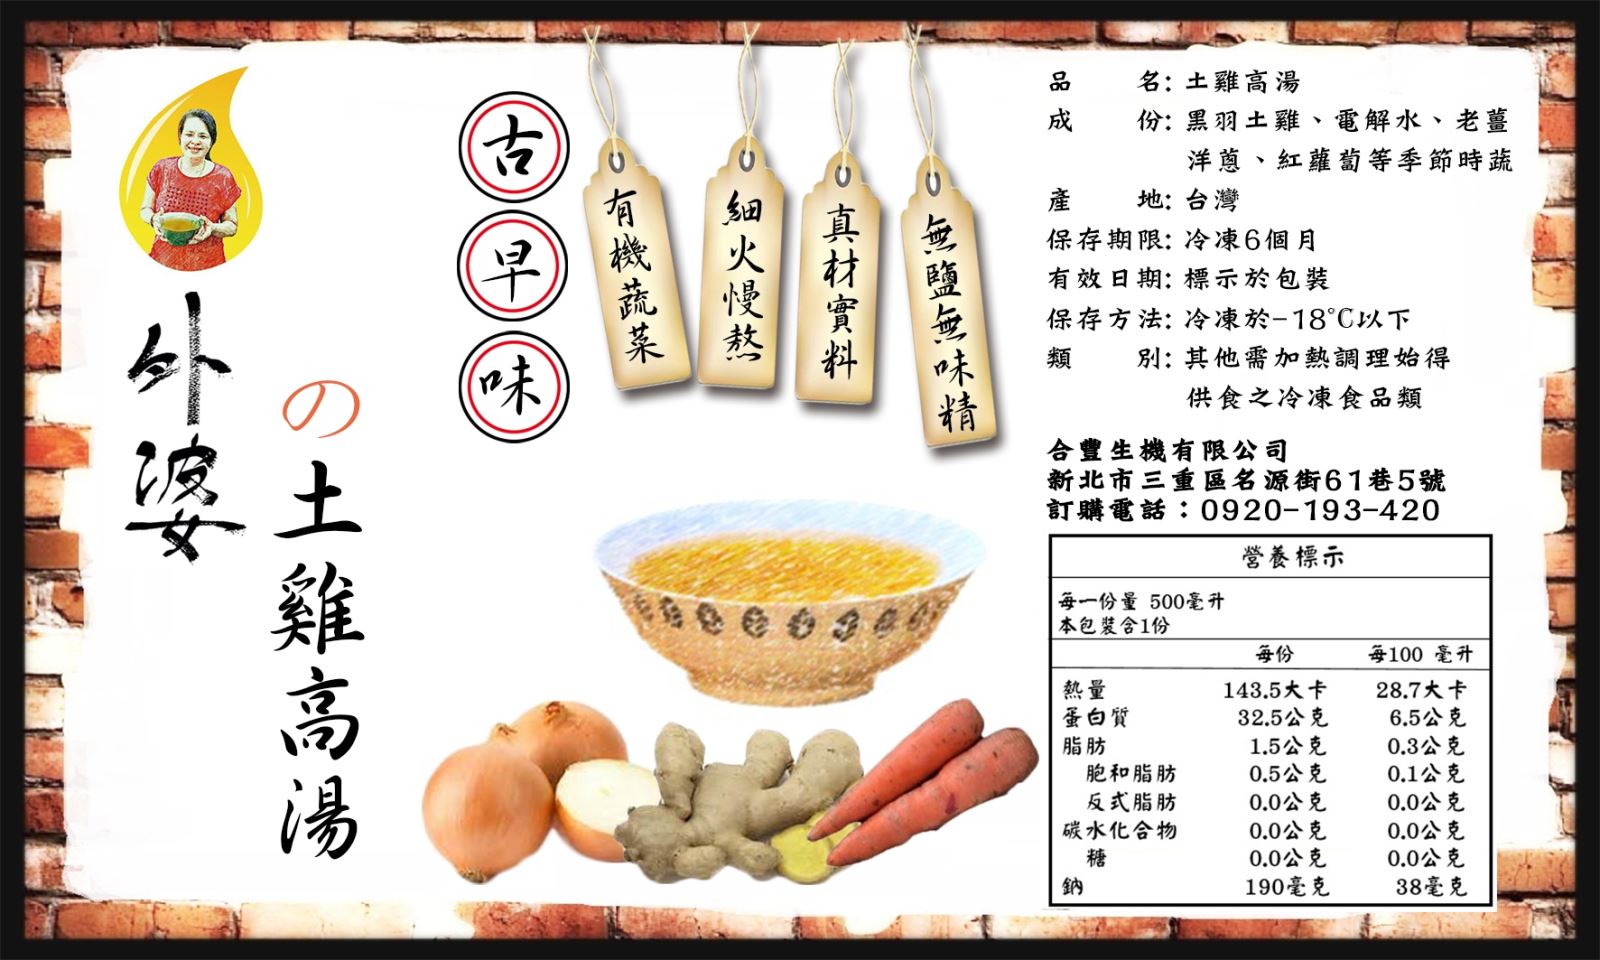 外婆
の土雞高湯
古早味
有機蔬菜
細火慢熬
真材實料
無鹽無味精
品名: 土雞高湯
成份: 黑羽土雞、電解水、老薑
洋蔥、紅蘿蔔等季節時蔬
產地: 台灣
保存期限: 冷凍6個月
有效日期: 標示於包裝
保存方法: 冷凍於-18℃以下
類別: 其他需加熱調理始得
供食之冷凍食品類
合豐生機有限公司
新北市三重區名源街61巷5號
訂購電話：0920-193-420
營養標示
每一份量 500毫升
本包裝含1份
每份 每100 毫升
熱量 143.5大卡 28.7大卡
蛋白質 32.5公克 6.5公克
脂肪 1.5公克 0.3公克
飽和脂肪 0.5公克 0.1公克
反式脂肪 0.0公克 0.0公克
碳水化合物 0.0公克 0.0公克
糖 0.0公克 0.0公克
鈉 190毫克 38毫克